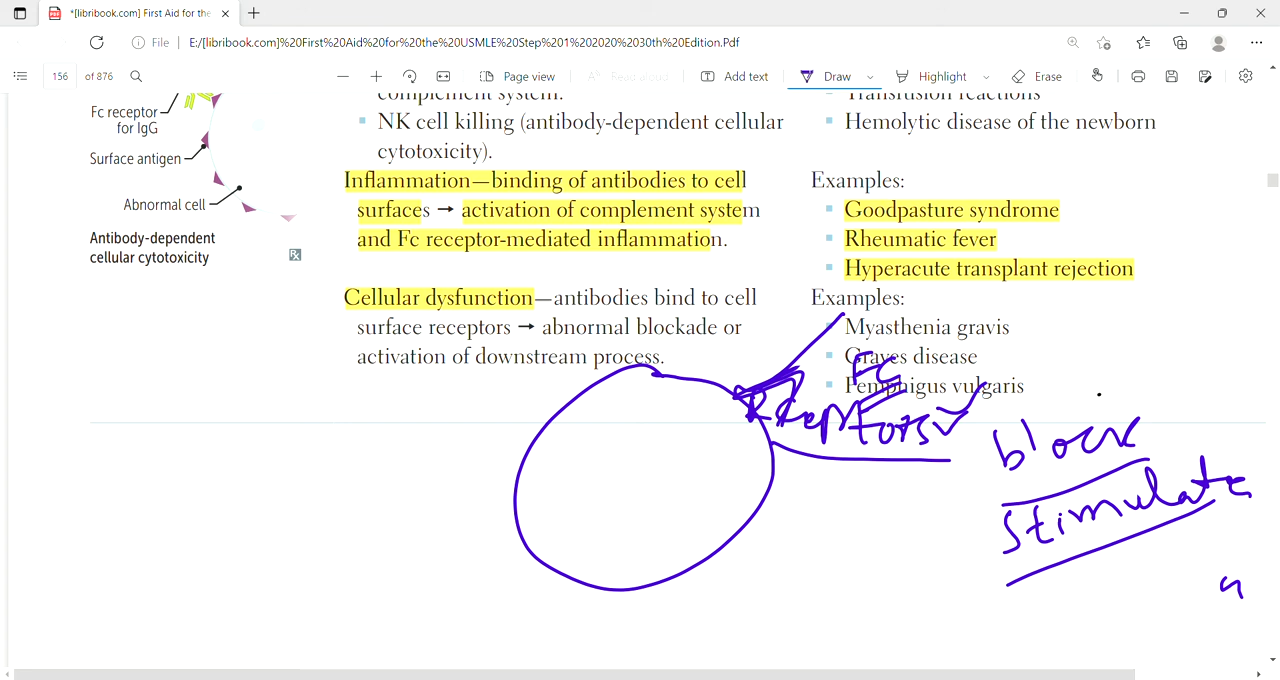 *[libribook.com] First Aid for the
File E:/[libribook.com]%20First%20Aid%20for%20the%20USMLE%20Step%201%202020%2030th%20Edition.Pdf
156 of 876 Page view Read aloud Add text Draw Highlight Erase
complement system. Transfusion reactions
Fc receptor
for IgG
Surface antigen
Abnormal cell
Antibody-dependent
cellular cytotoxicity
Rx
NK cell killing (antibody-dependent cellular
cytotoxicity).
Inflammation—binding of antibodies to cell
surfaces → activation of complement system
and Fc receptor-mediated inflammation.
Cellular dysfunction—antibodies bind to cell
surface receptors → abnormal blockade or
activation of downstream process.
Hemolytic disease of the newborn
Examples:
Goodpasture syndrome
Rheumatic fever
Hyperacute transplant rejection
Examples:
Myasthenia gravis
Graves disease
Pemphigus vulgaris
FC
Receptors
block
stimulate